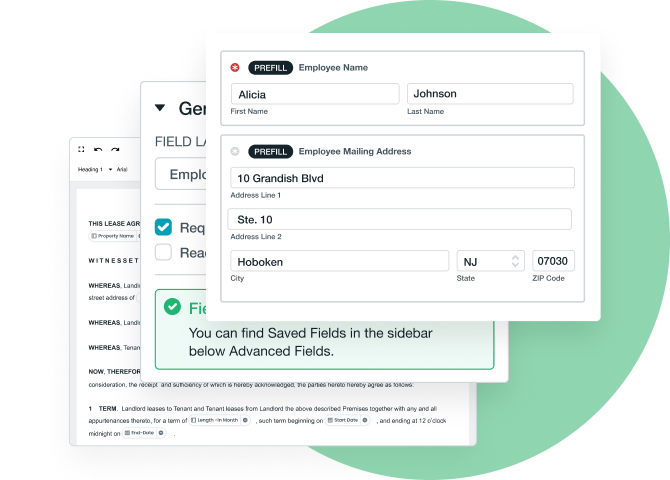 PREFILL Employee Name
Alicia Johnson
First Name Last Name
PREFILL Employee Mailing Address
10 Grandish Blvd
Address Line 1
Ste. 10
Address Line 2
Hoboken NJ 07030
City State ZIP Code
Gen
FIELD LA
Emplo
Req
Read
Fie
You can find Saved Fields in the sidebar
below Advanced Fields.
Heading 1 Arial
THIS LEASE AGR
Property Name
WITNESSET
WHEREAS, Landlo
street address of
WHEREAS, Landlo
WHEREAS, Tenan
NOW, THEREFOR
consideration, the receipt and sufficiency of which is hereby acknowledged, the parties hereto hereby agree as follows:
1 TERM. Landlord leases to Tenant and Tenant leases from Landlord the above described Premises together with any and all
appurtenances thereto, for a term of Length-in Month , such term beginning on Start Date , and ending at 12 o'clock
midnight on End-Date .